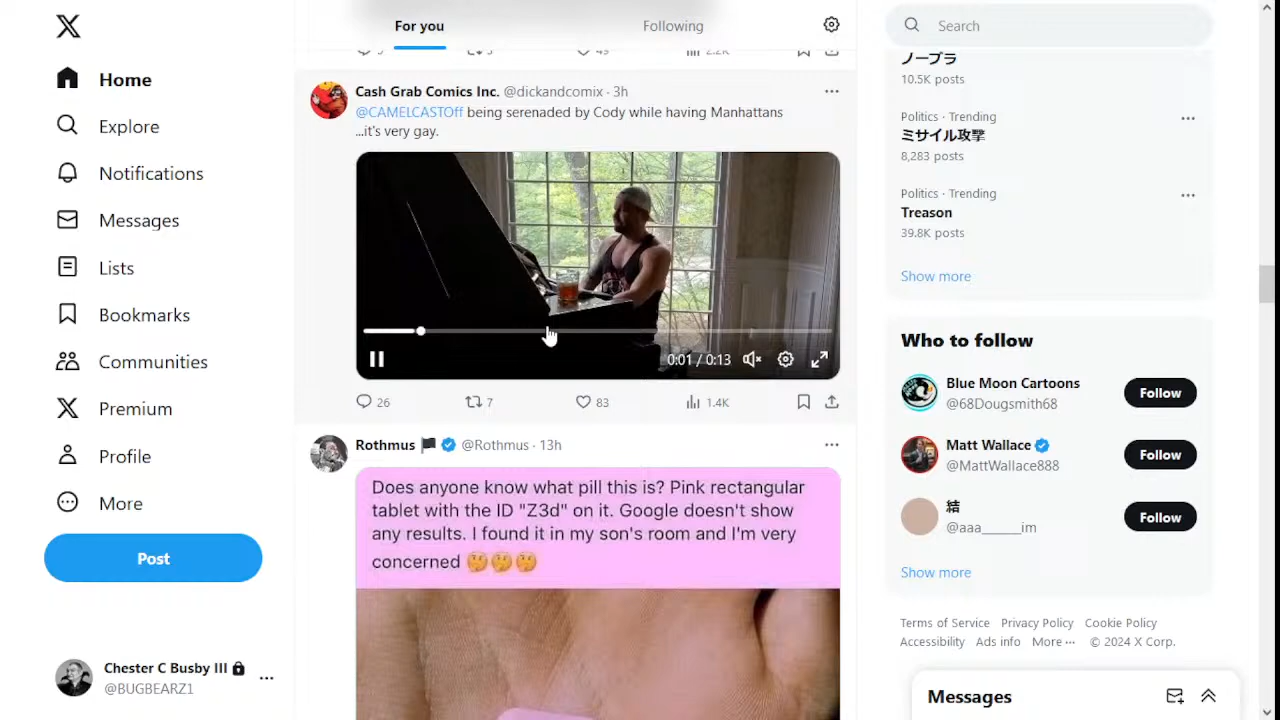 Home
Explore
Notifications
Messages
Lists
Bookmarks
Communities
Premium
Profile
More
Post
Chester C Busby III
@BUGBEARZ1
For you
Following
49
2.2K
Cash Grab Comics Inc. @dickandcomix · 3h
@CAMELCASTOff being serenaded by Cody while having Manhattans
...it's very gay.
0:01 / 0:13
26
7
83
1.4K
Rothmus @Rothmus · 13h
Does anyone know what pill this is? Pink rectangular
tablet with the ID "Z3d" on it. Google doesn't show
any results. I found it in my son's room and I'm very
concerned 🤔🤔🤔
Search
ノーブラ
10.5K posts
Politics · Trending
ミサイル攻撃
8,283 posts
Politics · Trending
Treason
39.8K posts
Show more
Who to follow
Blue Moon Cartoons
@68Dougsmith68
Follow
Matt Wallace
@MattWallace888
Follow
結
@aaa______im
Follow
Show more
Terms of Service Privacy Policy Cookie Policy
Accessibility Ads info More ··· © 2024 X Corp.
Messages